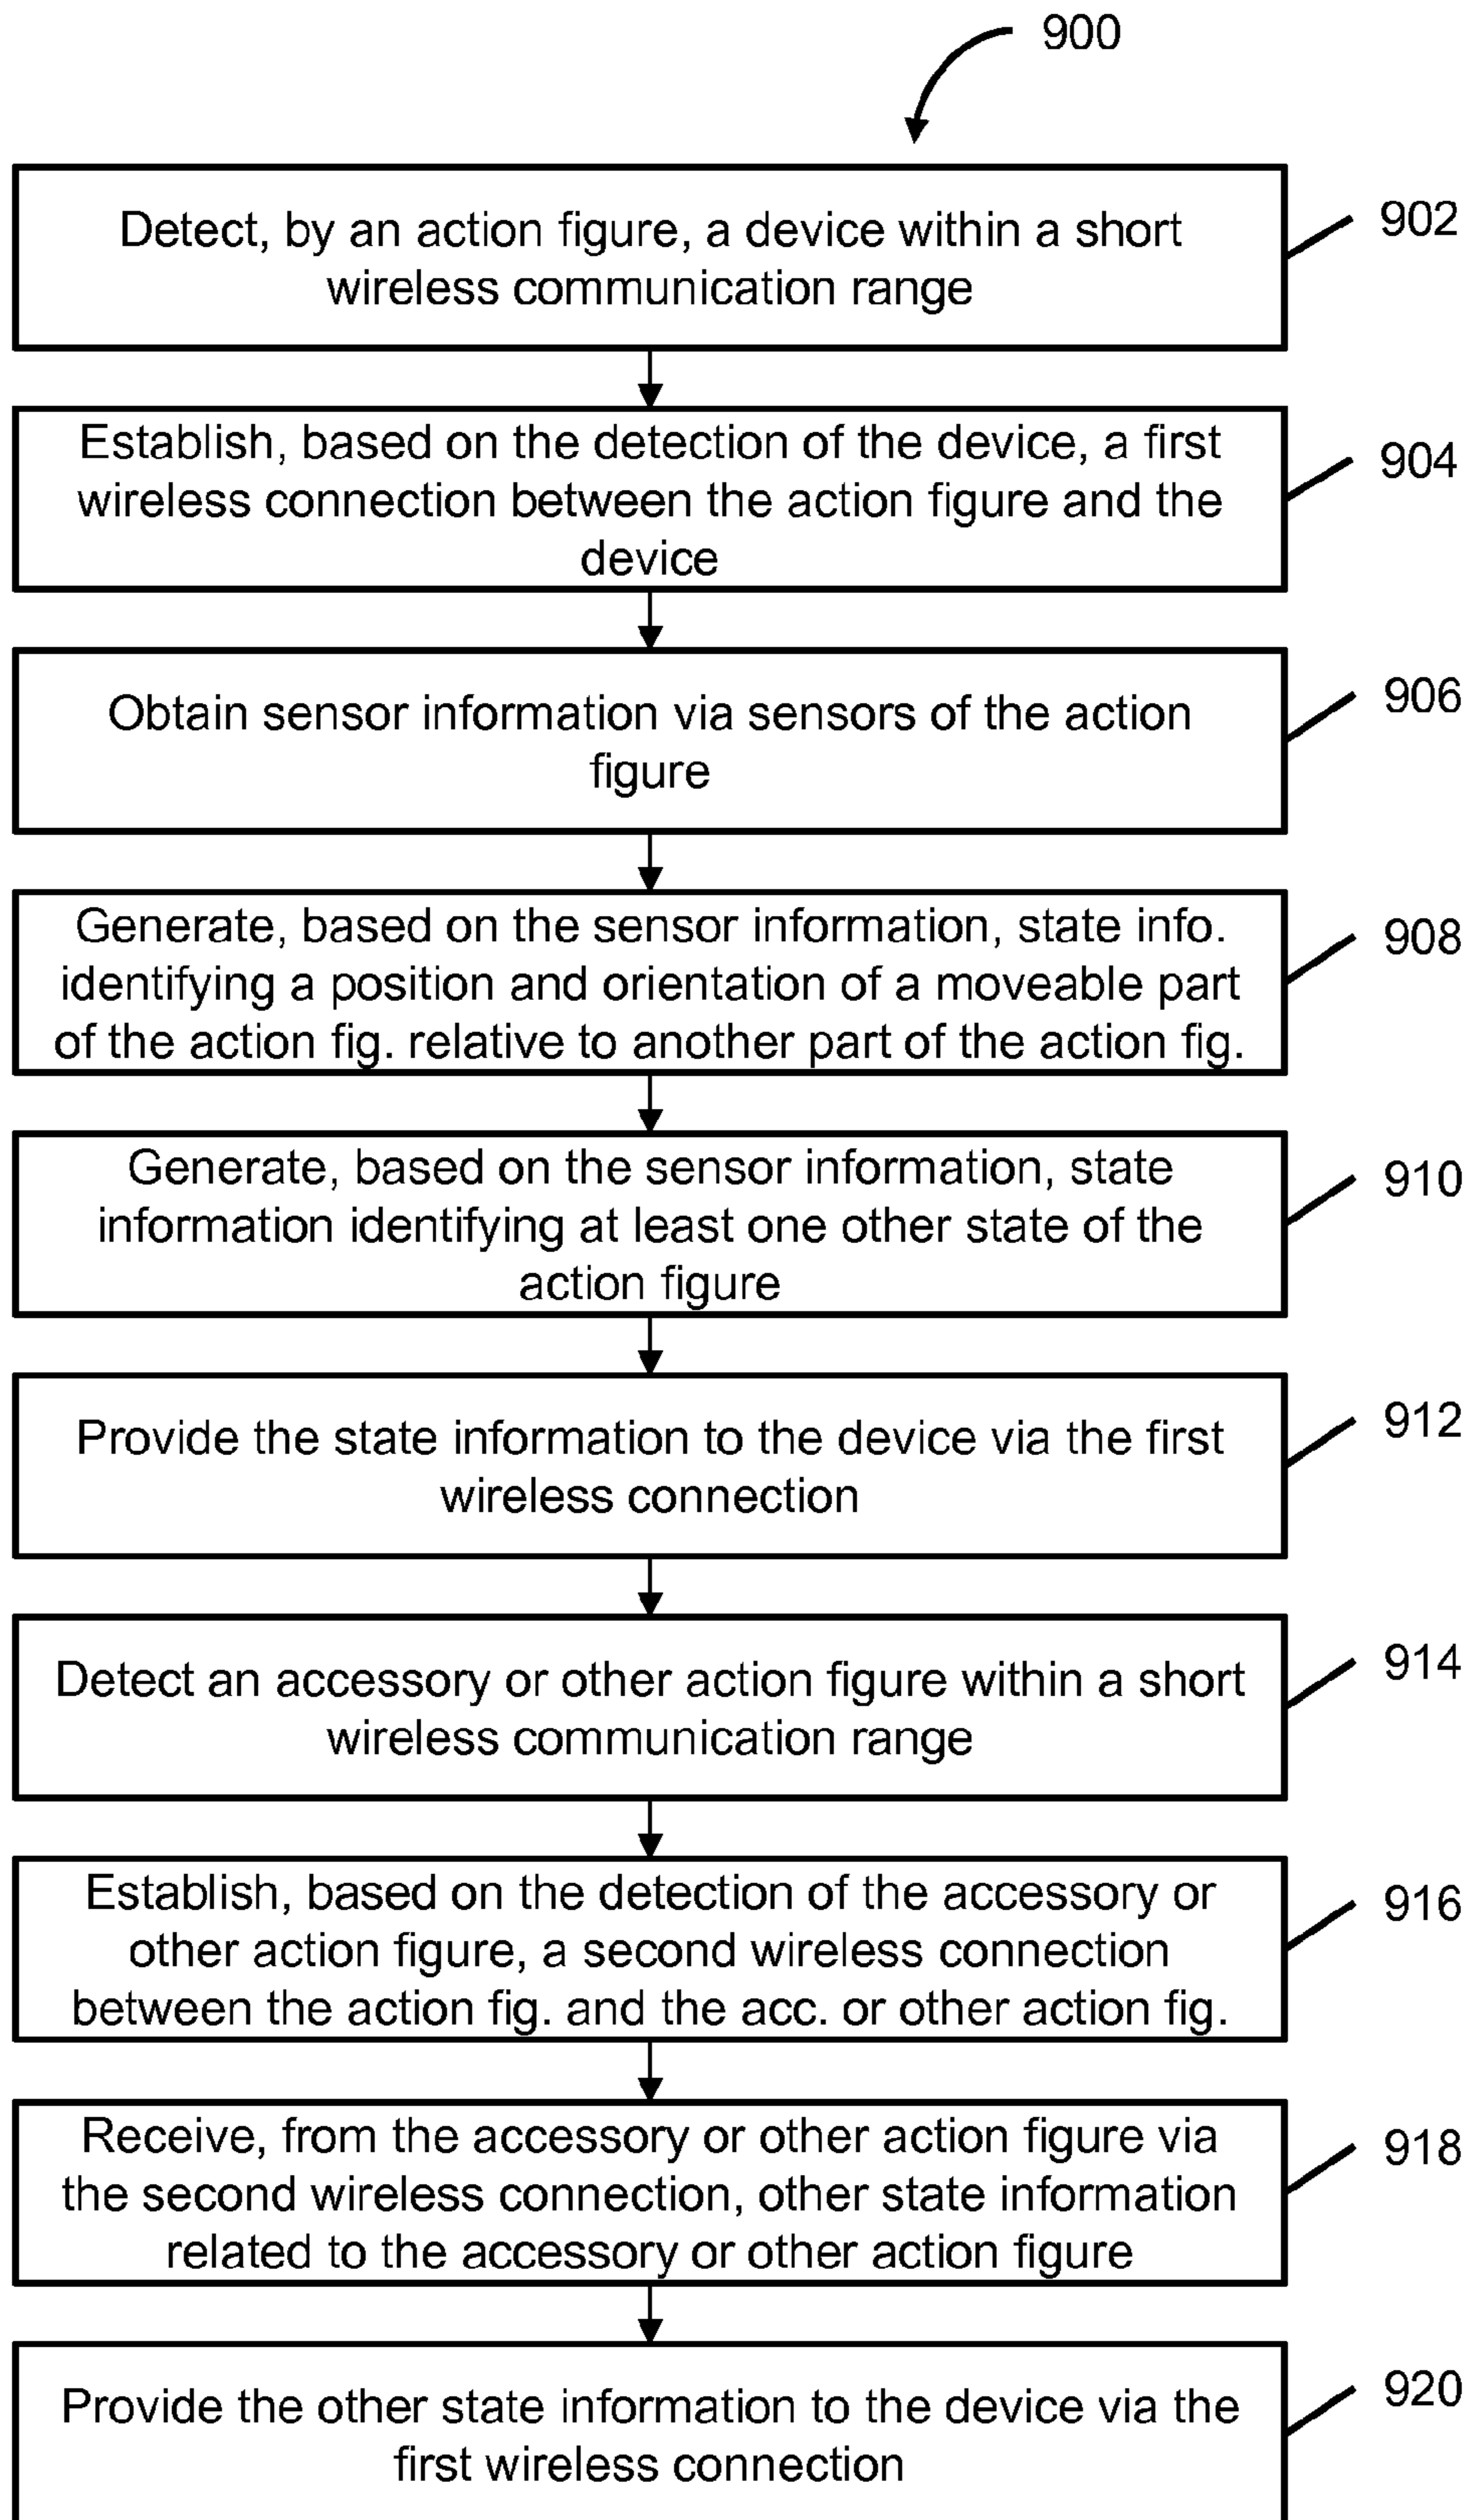 900
Detect, by an action figure, a device within a short
wireless communication range
902
Establish, based on the detection of the device, a first
wireless connection between the action figure and the
device
904
Obtain sensor information via sensors of the action
figure
906
Generate, based on the sensor information, state info.
identifying a position and orientation of a moveable part
of the action fig. relative to another part of the action fig.
908
Generate, based on the sensor information, state
information identifying at least one other state of the
action figure
910
Provide the state information to the device via the first
wireless connection
912
Detect an accessory or other action figure within a short
wireless communication range
914
Establish, based on the detection of the accessory or
other action figure, a second wireless connection
between the action fig. and the acc. or other action fig.
916
Receive, from the accessory or other action figure via
the second wireless connection, other state information
related to the accessory or other action figure
918
Provide the other state information to the device via the
first wireless connection
920